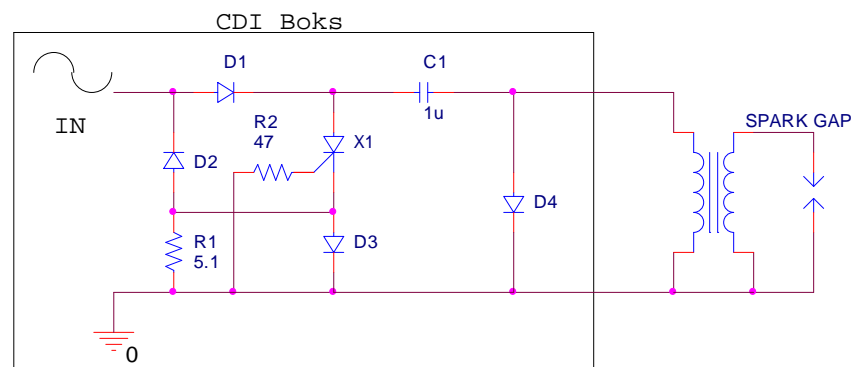 CDI Boks
D1
C1
1u
IN
R2
47
X1
SPARK GAP
D2
D4
R1
5.1
D3
0